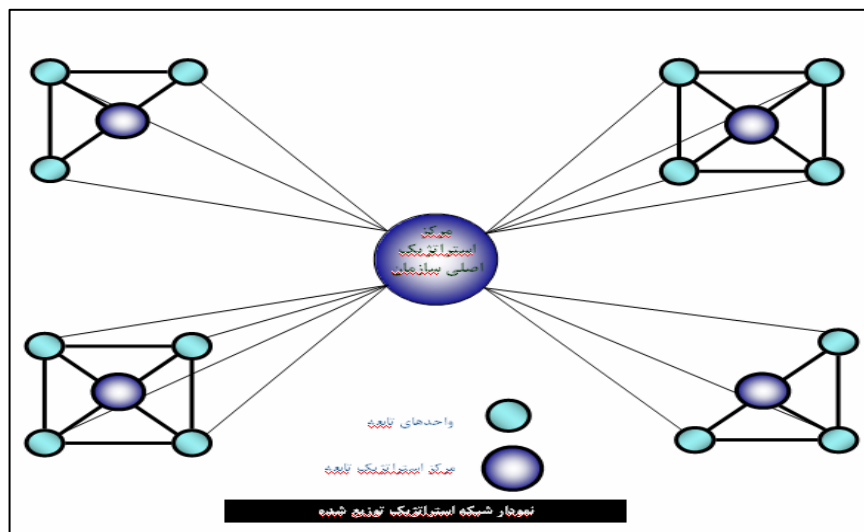 مرکز
استراتژیک
اصلی سازمان
واحدهای تابعه
مرکز استراتژیک تابعه
نمودار شبکه استراتژیک توزیع شده